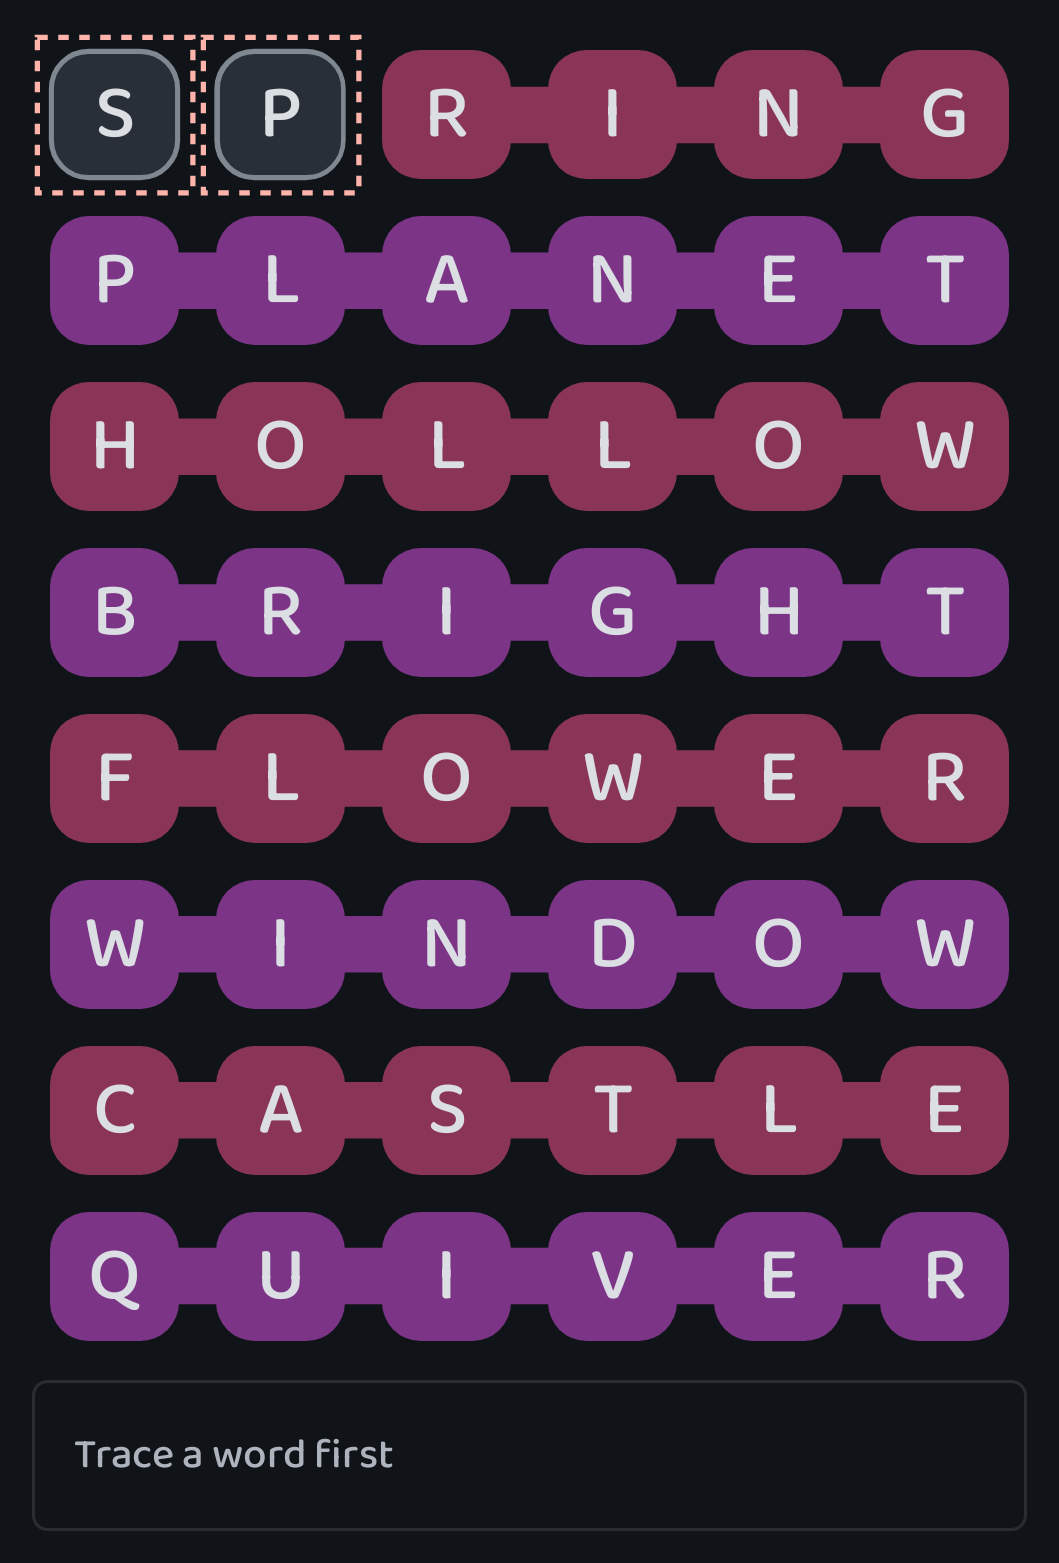 S P R I N G
P L A N E T
H O L L O W
B R I G H T
F L O W E R
W I N D O W
C A S T L E
Q U I V E R
Trace a word first